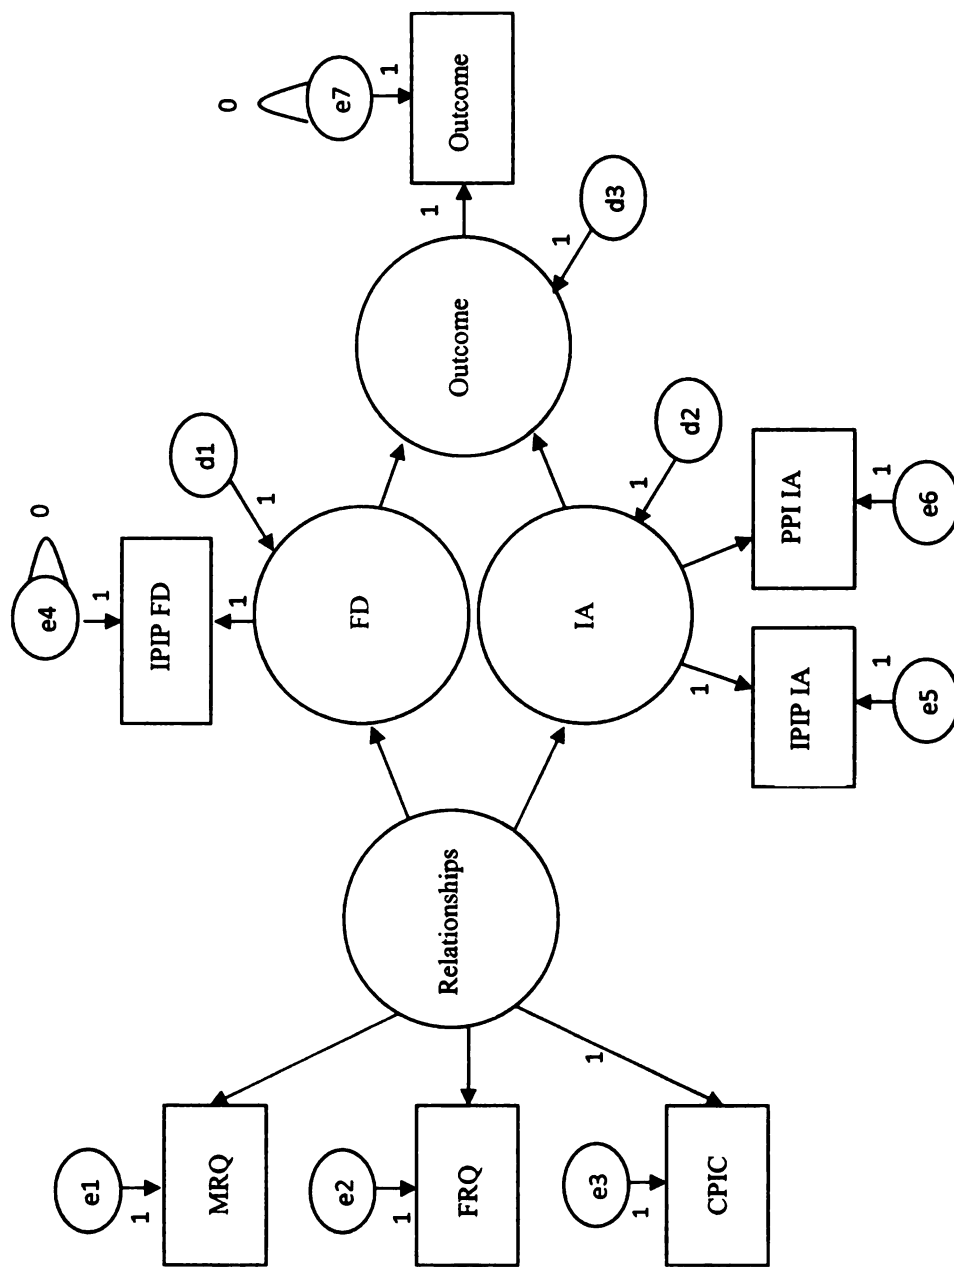 e4
0
e1
1
1
IPIP FD
d1
MRQ
0
1
1
e2
e7
FD
1
1
1
Relationships
Outcome
Outcome
FRQ
1
IA
e3
1
d3
1
1
d2
1
CPIC
IPIP IA
PPI IA
1
1
e5
e6